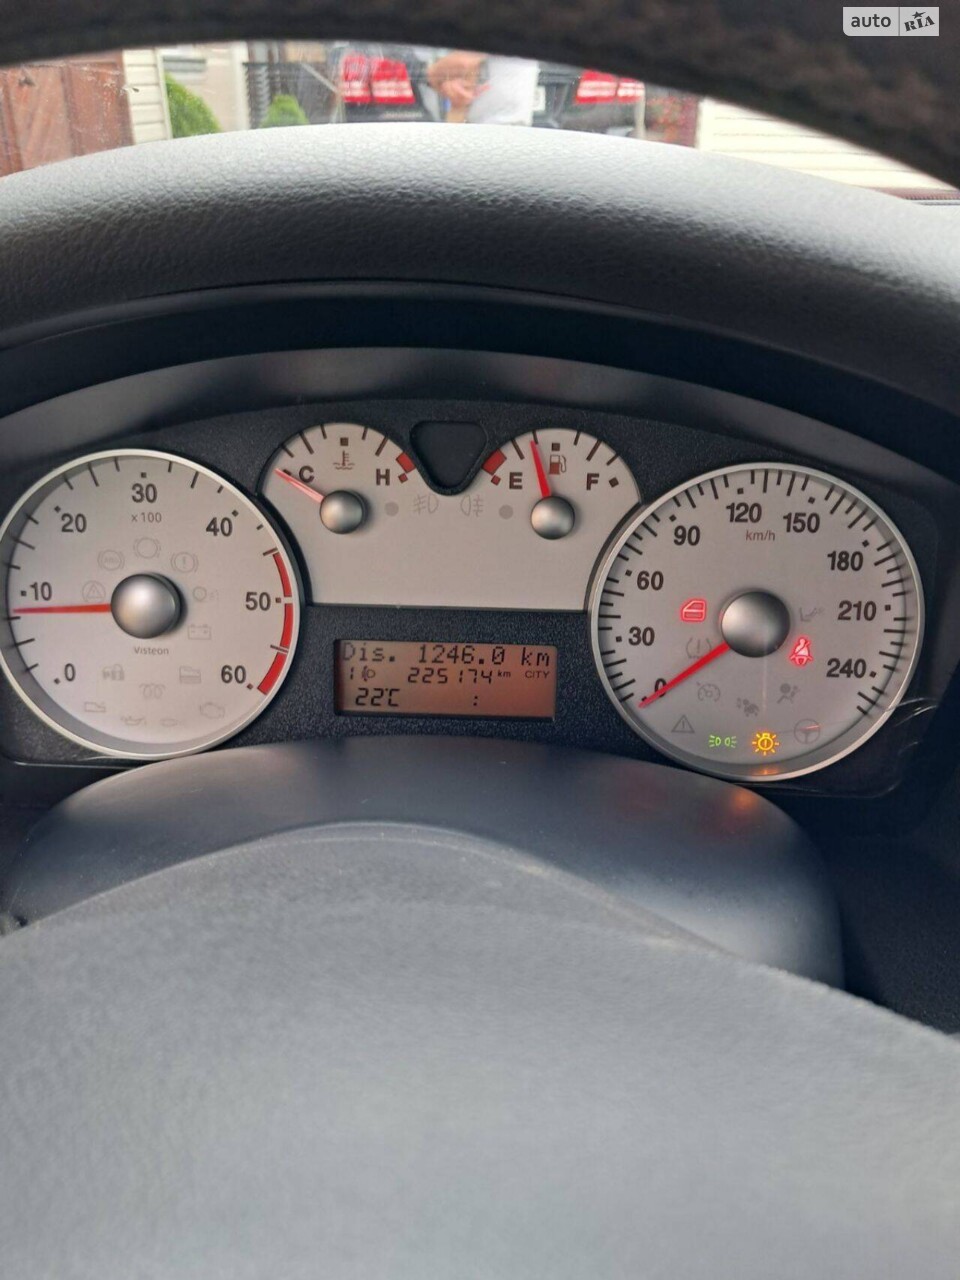 auto RIA
0 10 20 30 40 50 60
x100
Visteon
C H
E F
0 30 60 90 120 150 180 210 240
km/h
Dis. 1246.0 km
1 225174 km CITY
22°C :